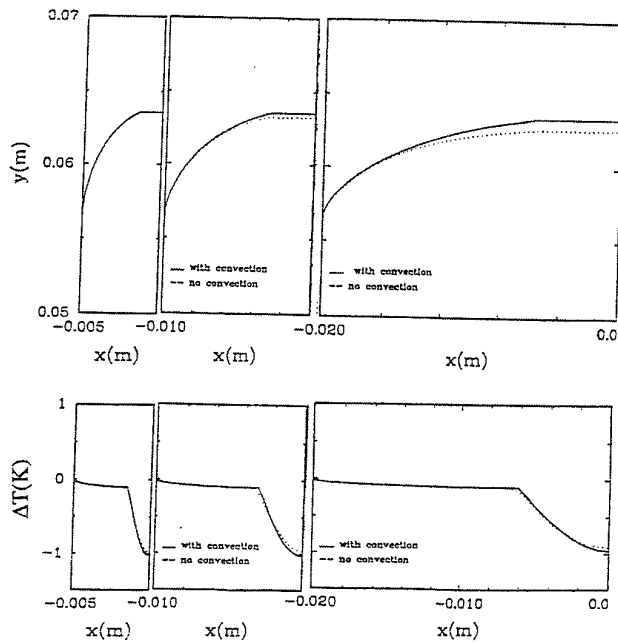 0.07
y(m)
0.06
0.05
with convection
no convection
with convection
no convection
-0.005
-0.010
-0.020
0.0
x(m)
x(m)
x(m)
1
ΔT(K)
0
-1
with convection
no convection
with convection
no convection
-0.005
-0.010
-0.020
-0.010
0.0
x(m)
x(m)
x(m)